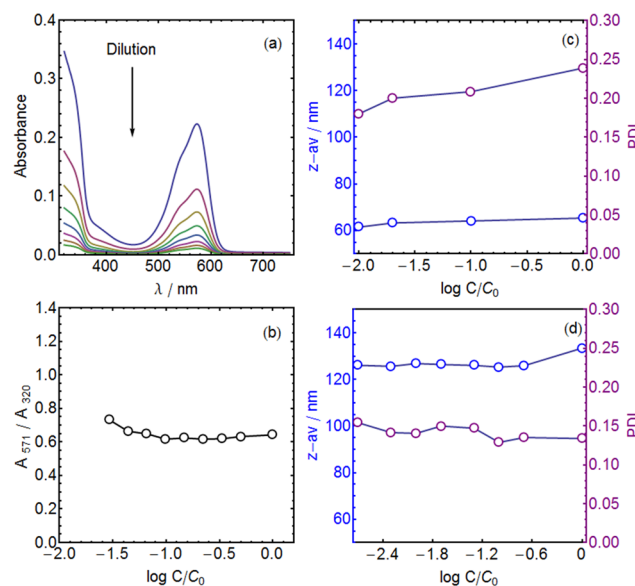 (a)
Dilution
Absorbance
0.4
0.3
0.2
0.1
0.0
400 500 600 700
λ / nm
(c)
z−av / nm
140
120
100
80
60
0.30
0.25
0.20
0.15
0.10
0.05
0.00
PDI
−2.0 −1.5 −1.0 −0.5 0.0
log C/C₀
(b)
A₅₇₁ / A₃₂₀
1.4
1.2
1.0
0.8
0.6
0.4
0.2
0.0
−2.0 −1.5 −1.0 −0.5 0.0
log C/C₀
(d)
z−av / nm
140
120
100
80
60
0.30
0.25
0.20
0.15
0.10
0.05
0.00
PDI
−2.4 −1.8 −1.2 −0.6 0
log C/C₀